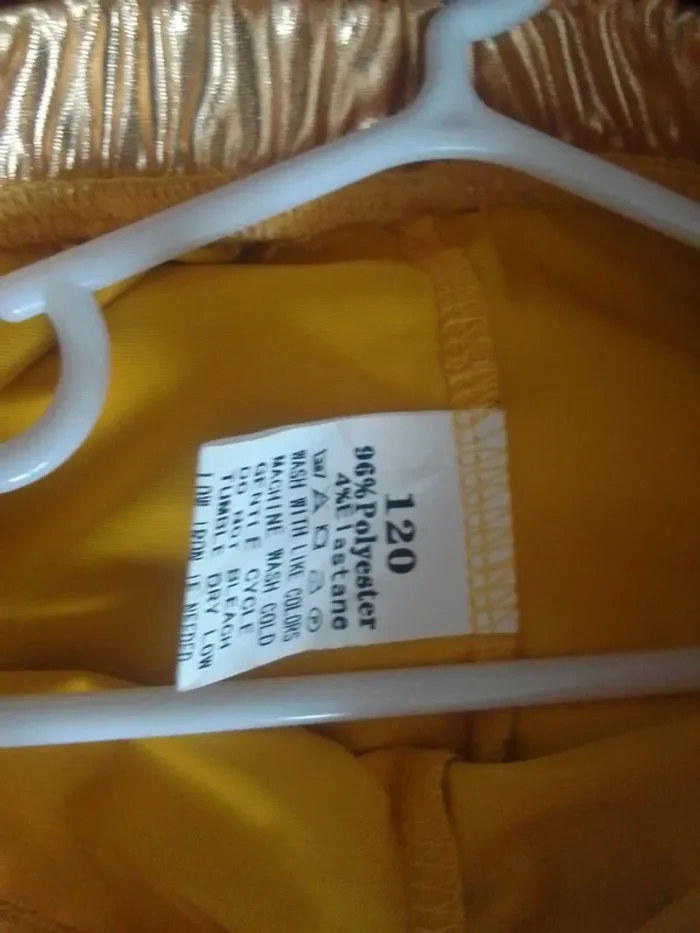 120
96%Polyester
4%Elastane
WASH WITH LIKE COLORS
MACHINE WASH COLD
GENTLE CYCLE
DO NOT BLEACH
TUMBLE DRY LOW
LOW IRON IF NEEDED